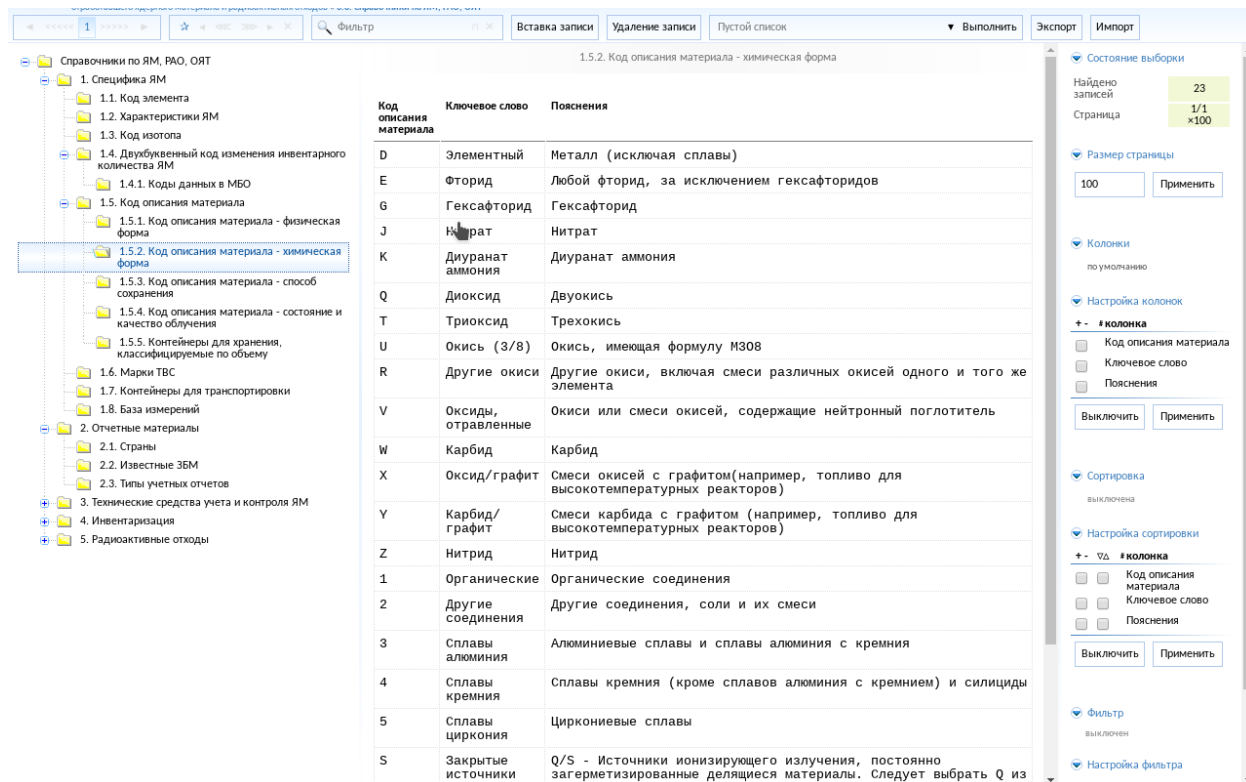 ◄ <<<<< 1 >>>>> ►
☆ ◄ <<< >>> ► ×
Фильтр
Вставка записи
Удаление записи
Пустой список ▼ Выполнить
Экспорт
Импорт
Справочники по ЯМ, РАО, ОЯТ
1. Специфика ЯМ
1.1. Код элемента
1.2. Характеристики ЯМ
1.3. Код изотопа
1.4. Двухбуквенный код изменения инвентарного
количества ЯМ
1.4.1. Коды данных в МБО
1.5. Код описания материала
1.5.1. Код описания материала - физическая
форма
1.5.2. Код описания материала - химическая
форма
1.5.3. Код описания материала - способ
сохранения
1.5.4. Код описания материала - состояние и
качество облучения
1.5.5. Контейнеры для хранения,
классифицируемые по объему
1.6. Марки ТВС
1.7. Контейнеры для транспортировки
1.8. База измерений
2. Отчетные материалы
2.1. Страны
2.2. Известные ЗБМ
2.3. Типы учетных отчетов
3. Технические средства учета и контроля ЯМ
4. Инвентаризация
5. Радиоактивные отходы
1.5.2. Код описания материала - химическая форма
Код
описания
материала
Ключевое слово
Пояснения
D Элементный Металл (исключая сплавы)
E Фторид Любой фторид, за исключением гексафторидов
G Гексафторид Гексафторид
J Нитрат Нитрат
K Диуранат Диуранат аммония
аммония
Q Диоксид Двуокись
T Триоксид Трехокись
U Окись (3/8) Окись, имеющая формулу М3О8
R Другие окиси Другие окиси, включая смеси различных окисей одного и того же
элемента
V Оксиды, Окиси или смеси окисей, содержащие нейтронный поглотитель
отравленные
W Карбид Карбид
X Оксид/графит Смеси окисей с графитом(например, топливо для
высокотемпературных реакторов)
Y Карбид/ Смеси карбида с графитом (например, топливо для
графит высокотемпературных реакторов)
Z Нитрид Нитрид
1 Органические Органические соединения
2 Другие Другие соединения, соли и их смеси
соединения
3 Сплавы Алюминиевые сплавы и сплавы алюминия с кремния
алюминия
4 Сплавы Сплавы кремния (кроме сплавов алюминия с кремнием) и силициды
кремния
5 Сплавы Циркониевые сплавы
циркония
S Закрытые Q/S - Источники ионизирующего излучения, постоянно
источники загерметизированные делящиеся материалы. Следует выбрать Q из
Состояние выборки
Найдено
записей
23
Страница
1/1
×100
Размер страницы
100 Применить
Колонки
по умолчанию
Настройка колонок
+ - # колонка
Код описания материала
Ключевое слово
Пояснения
Выключить Применить
Сортировка
выключена
Настройка сортировки
+ - ▽△ # колонка
Код описания
материала
Ключевое слово
Пояснения
Выключить Применить
Фильтр
выключен
Настройка фильтра